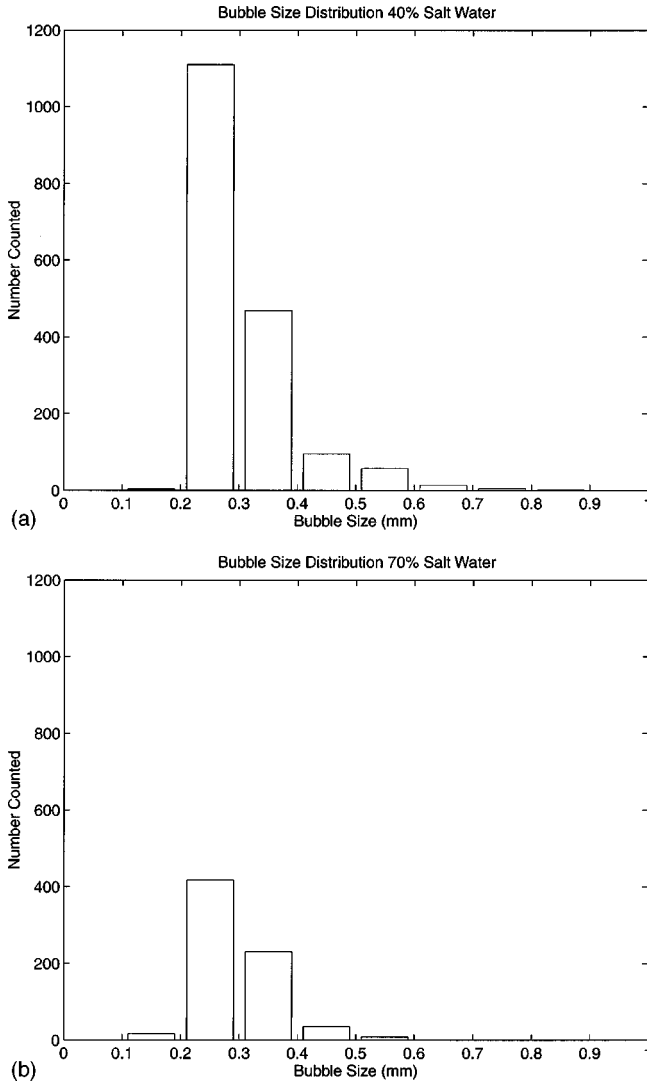 Bubble Size Distribution 40% Salt Water
1200
1000
800
600
400
200
0
Number Counted
0 0.1 0.2 0.3 0.4 0.5 0.6 0.7 0.8 0.9 1
Bubble Size (mm)
(a)
Bubble Size Distribution 70% Salt Water
1200
1000
800
600
400
200
0
Number Counted
0 0.1 0.2 0.3 0.4 0.5 0.6 0.7 0.8 0.9 1
Bubble Size (mm)
(b)